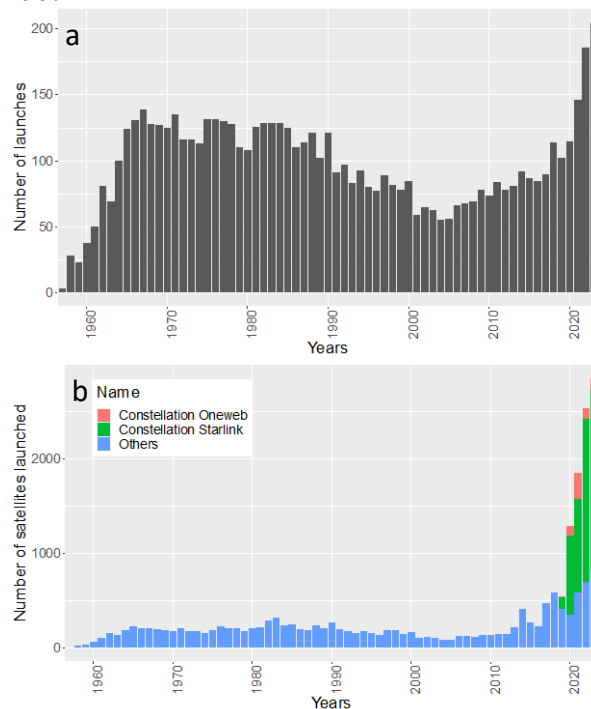 a
200
150
100
50
0
Number of launches
1960
1970
1980
1990
2000
2010
2020
Years
b
Name
Constellation Oneweb
Constellation Starlink
Others
2000
1000
0
Number of satellites launched
1960
1970
1980
1990
2000
2010
2020
Years